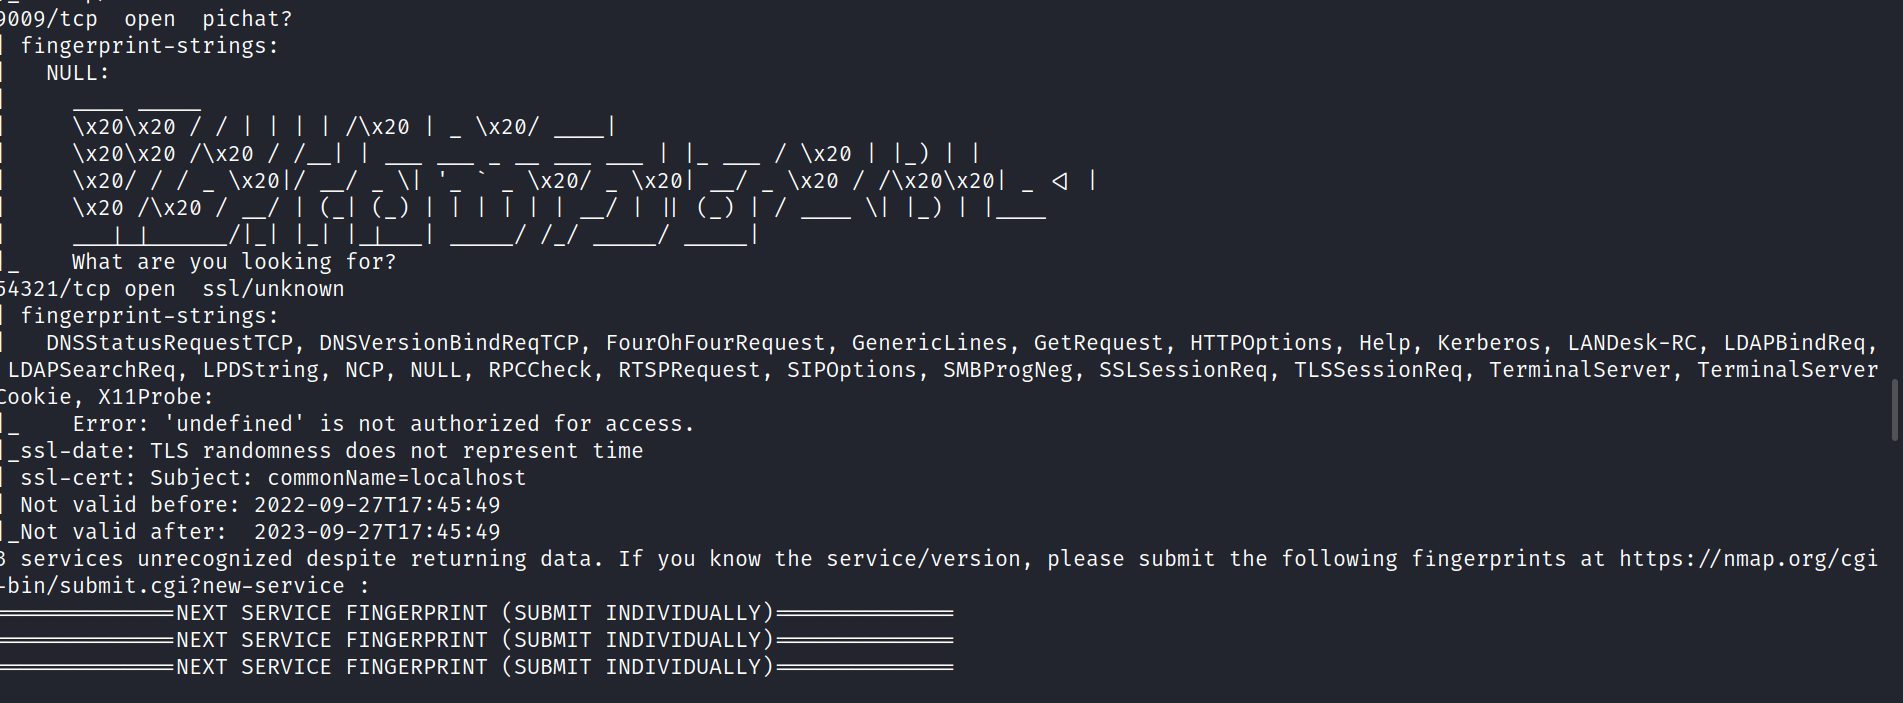 9009/tcp  open  pichat?
| fingerprint-strings:
|   NULL:
|
|     ____ _____
|     \x20\x20 / / | | | | /\x20 | _ \x20/ ____|
|     \x20\x20 /\x20 / /__| | ___ ___ _ __ ___ ___ | |_ ___ / \x20 | |_) | |
|     \x20/ / / _ \x20|/ __/ _ \| '_ ` _ \x20/ _ \x20| __/ _ \x20 / /\x20\x20| _ <| |
|     \x20 /\x20 / __/ | (_| (_) | | | | | | __/ | || (_) | / ____ \| |_) | |____
|     ___| |______/|_| |_| |_|___| _____/ /_/ _____/ _____|
|_    What are you looking for?
54321/tcp open  ssl/unknown
| fingerprint-strings:
|   DNSStatusRequestTCP, DNSVersionBindReqTCP, FourOhFourRequest, GenericLines, GetRequest, HTTPOptions, Help, Kerberos, LANDesk-RC, LDAPBindReq,
LDAPSearchReq, LPDString, NCP, NULL, RPCCheck, RTSPRequest, SIPOptions, SMBProgNeg, SSLSessionReq, TLSSessionReq, TerminalServer, TerminalServer
Cookie, X11Probe:
|_    Error: 'undefined' is not authorized for access.
|_ssl-date: TLS randomness does not represent time
| ssl-cert: Subject: commonName=localhost
| Not valid before: 2022-09-27T17:45:49
|_Not valid after:  2023-09-27T17:45:49
3 services unrecognized despite returning data. If you know the service/version, please submit the following fingerprints at https://nmap.org/cgi
-bin/submit.cgi?new-service :
==============NEXT SERVICE FINGERPRINT (SUBMIT INDIVIDUALLY)==============
==============NEXT SERVICE FINGERPRINT (SUBMIT INDIVIDUALLY)==============
==============NEXT SERVICE FINGERPRINT (SUBMIT INDIVIDUALLY)==============